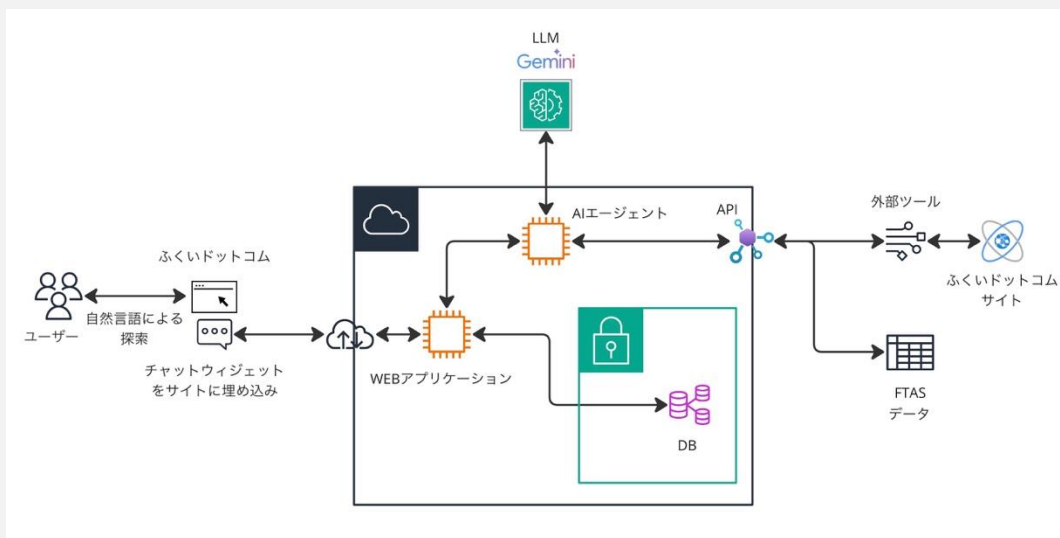 LLM
Gemini
AIエージェント
API
外部ツール
ふくいドットコム
サイト
ふくいドットコム
ユーザー
自然言語による
探索
チャットウィジェット
をサイトに埋め込み
WEBアプリケーション
DB
FTAS
データ